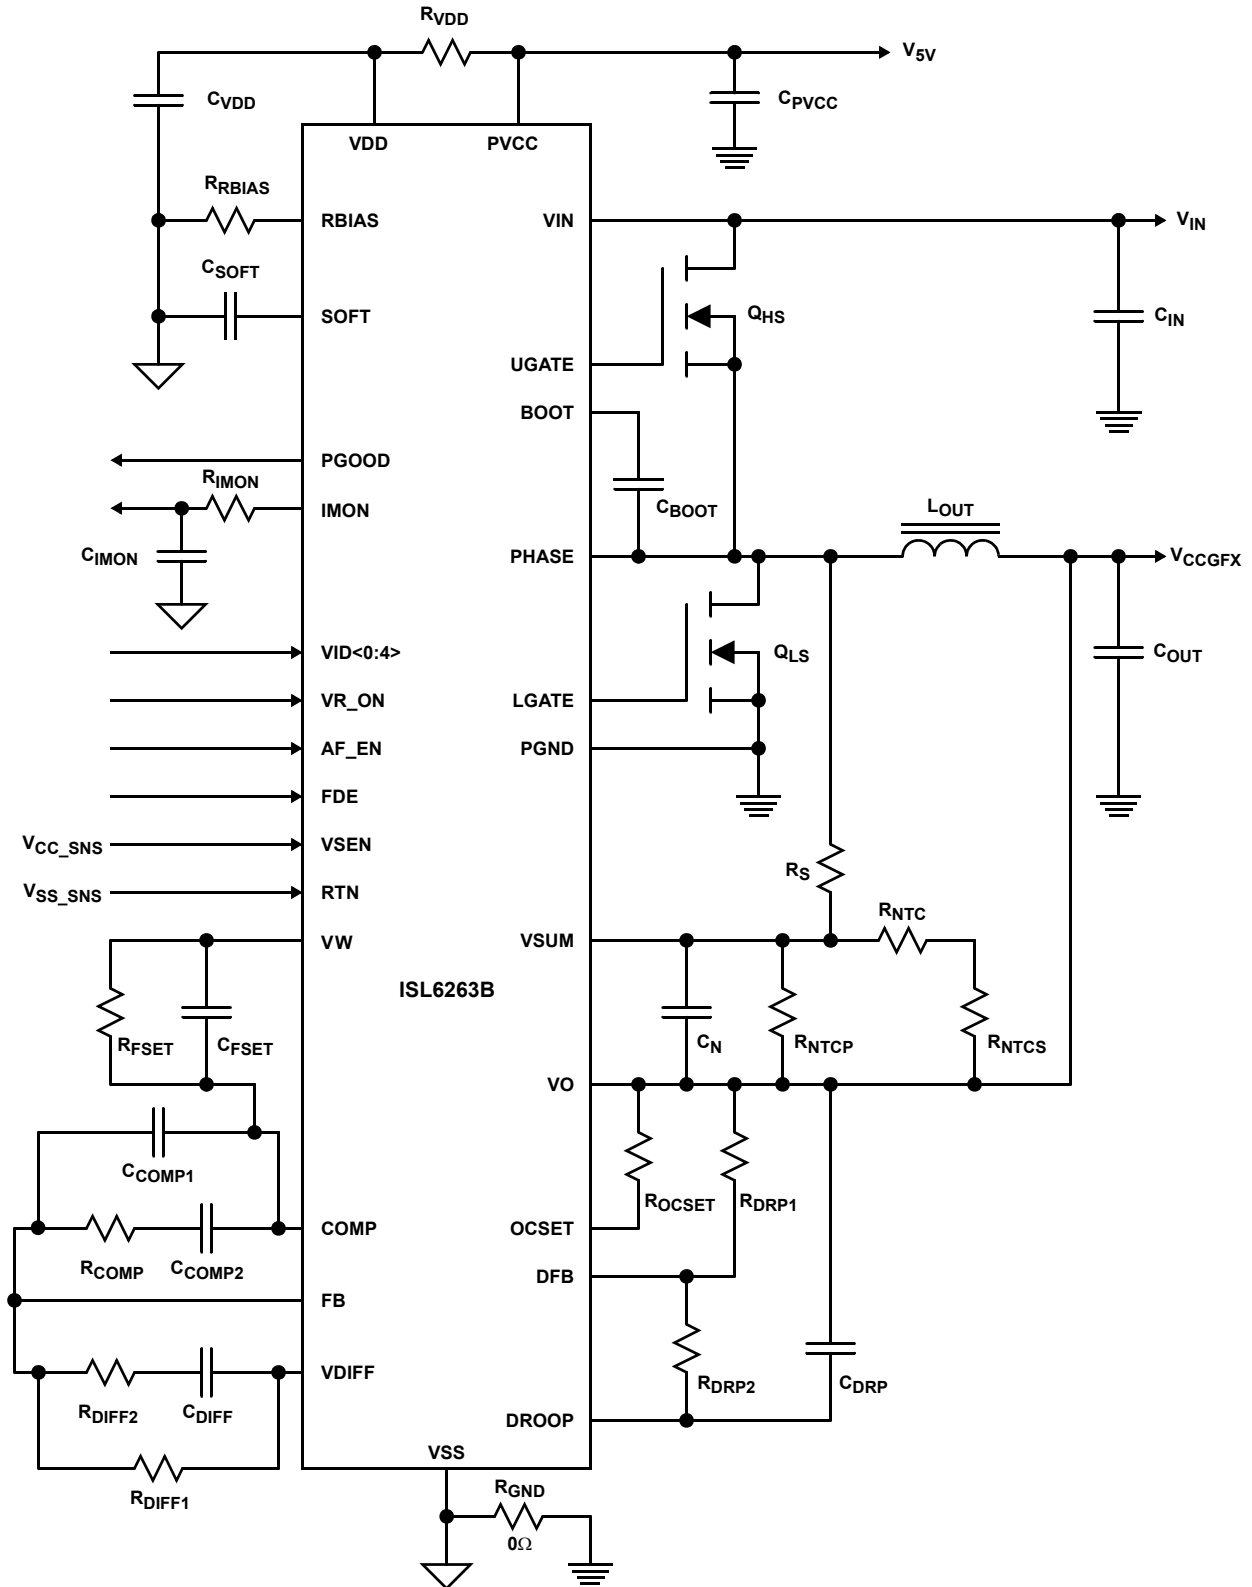 RVDD
V5V
CVDD
CPVCC
VDD
PVCC
RRBIAS
RBIAS
VIN
VIN
CSOFT
SOFT
QHS
CIN
UGATE
BOOT
PGOOD
RIMON
IMON
CBOOT
LOUT
CIMON
PHASE
VCCGFX
VID<0:4>
QLS
COUT
VR_ON
LGATE
AF_EN
PGND
FDE
VCC_SNS
VSEN
RS
VSS_SNS
RTN
RNTC
VW
VSUM
ISL6263B
RFSET
CFSET
CN
RNTCP
RNTCS
VO
CCOMP1
ROCSET
RDRP1
COMP
OCSET
RCOMP
CCOMP2
DFB
FB
VDIFF
RDRP2
CDRP
RDIFF2
CDIFF
DROOP
VSS
RDIFF1
RGND
0Ω